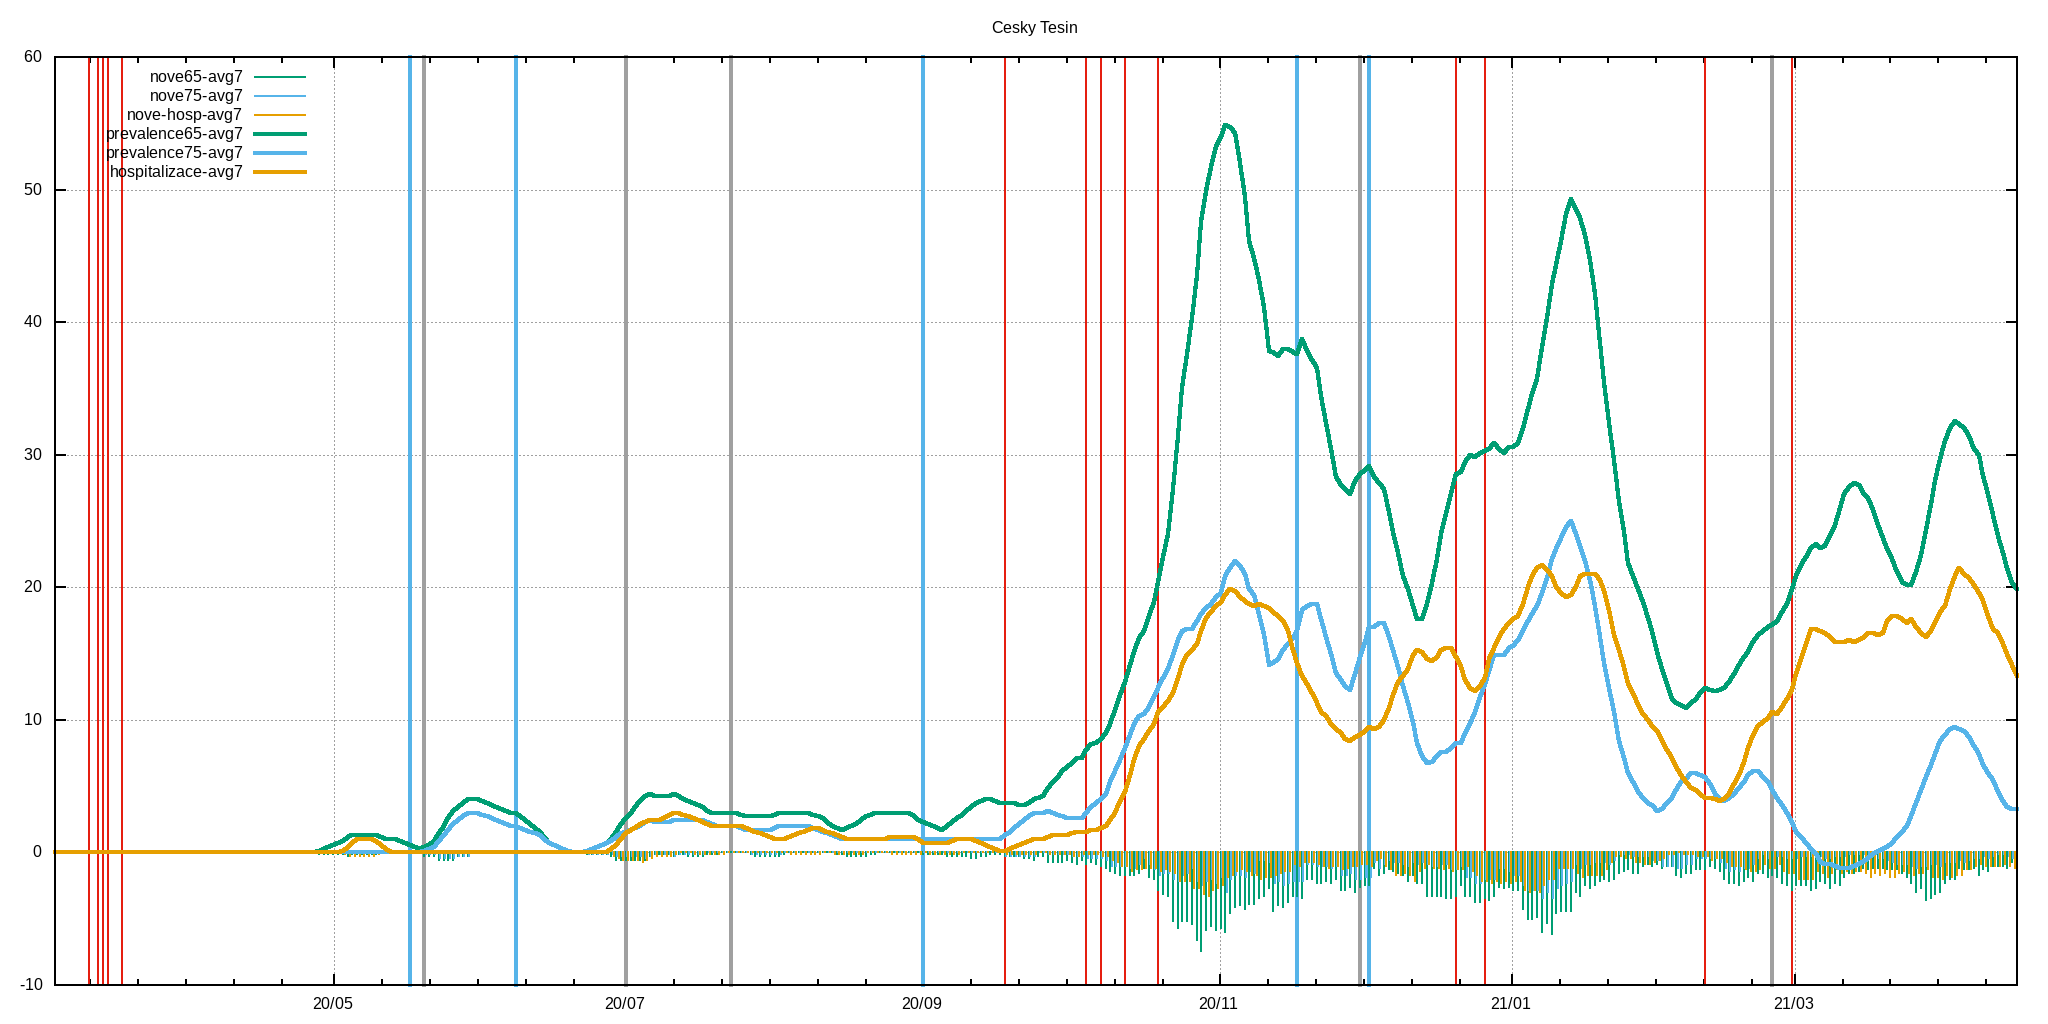 Cesky Tesin
60
nove65-avg7
nove75-avg7
nove-hosp-avg7
prevalence65-avg7
prevalence75-avg7
hospitalizace-avg7
50
40
30
20
10
0
-10
20/05 20/07 20/09 20/11 21/01 21/03